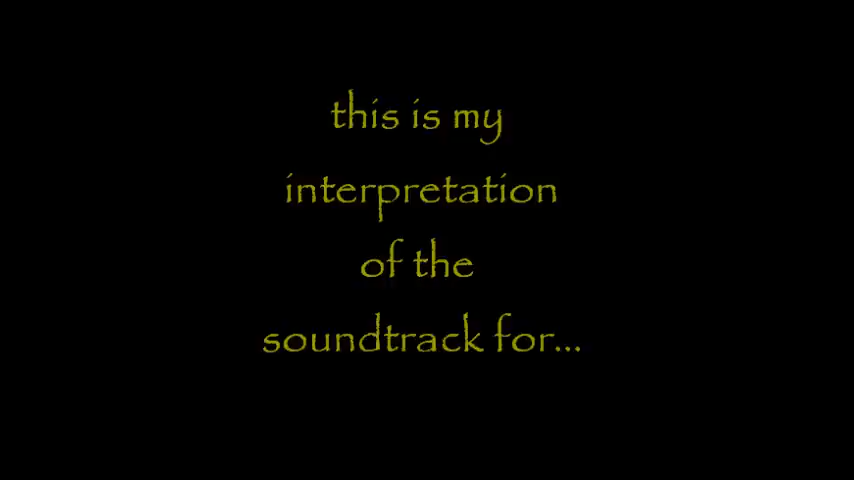 this is my
interpretation
of the
soundtrack for...